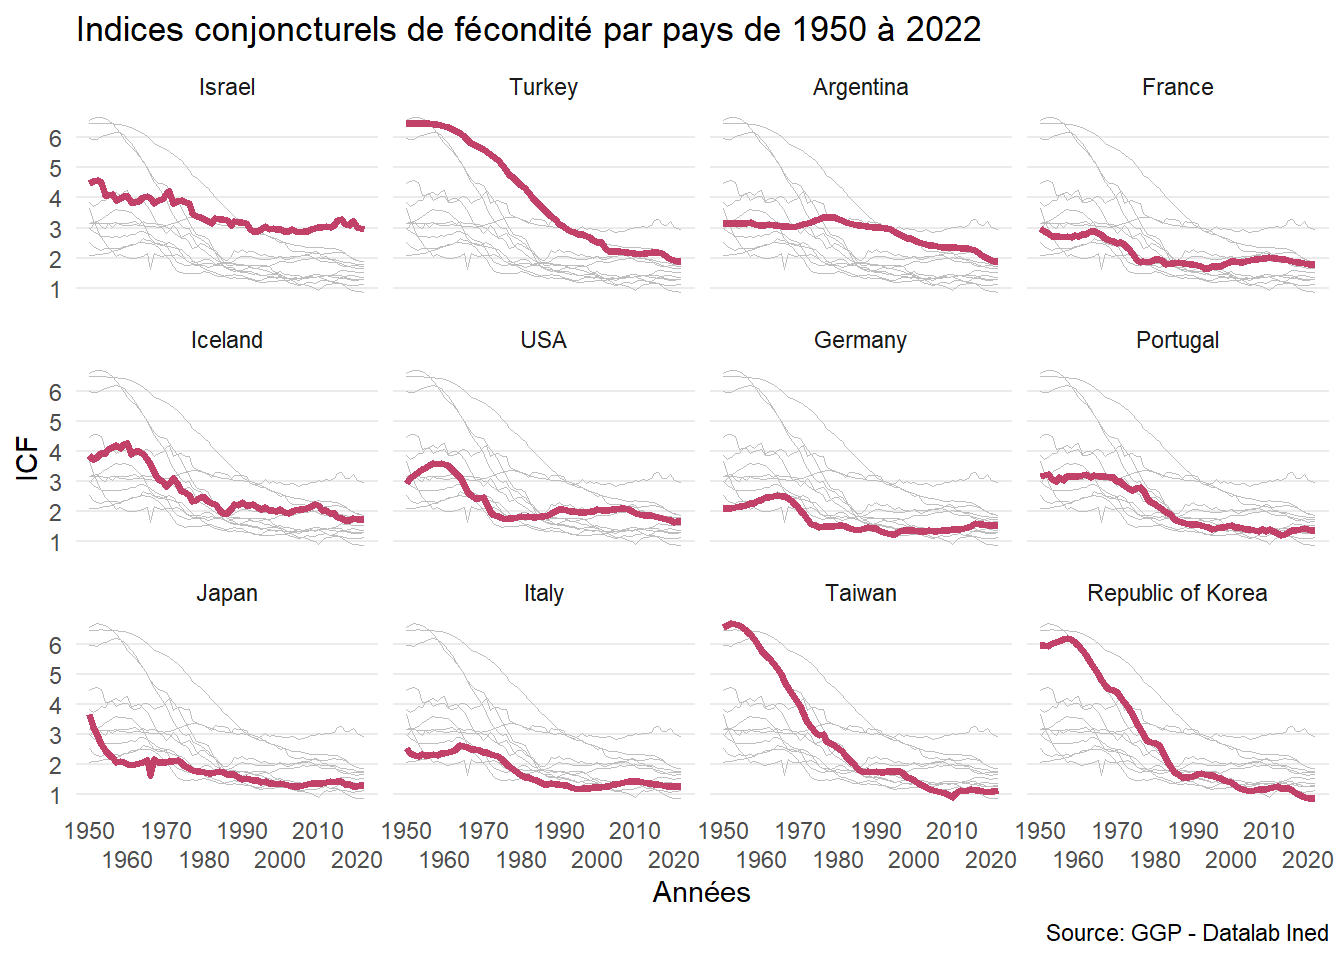 Indices conjoncturels de fécondité par pays de 1950 à 2022
Israel Turkey Argentina France
6
5
4
3
2
1
Iceland USA Germany Portugal
6
5
4
3
2
1
ICF
Japan Italy Taiwan Republic of Korea
6
5
4
3
2
1
1950 1970 1990 2010 1950 1970 1990 2010 1950 1970 1990 2010 1950 1970 1990 2010
1960 1980 2000 2020 1960 1980 2000 2020 1960 1980 2000 2020 1960 1980 2000 2020
Années
Source: GGP - Datalab Ined